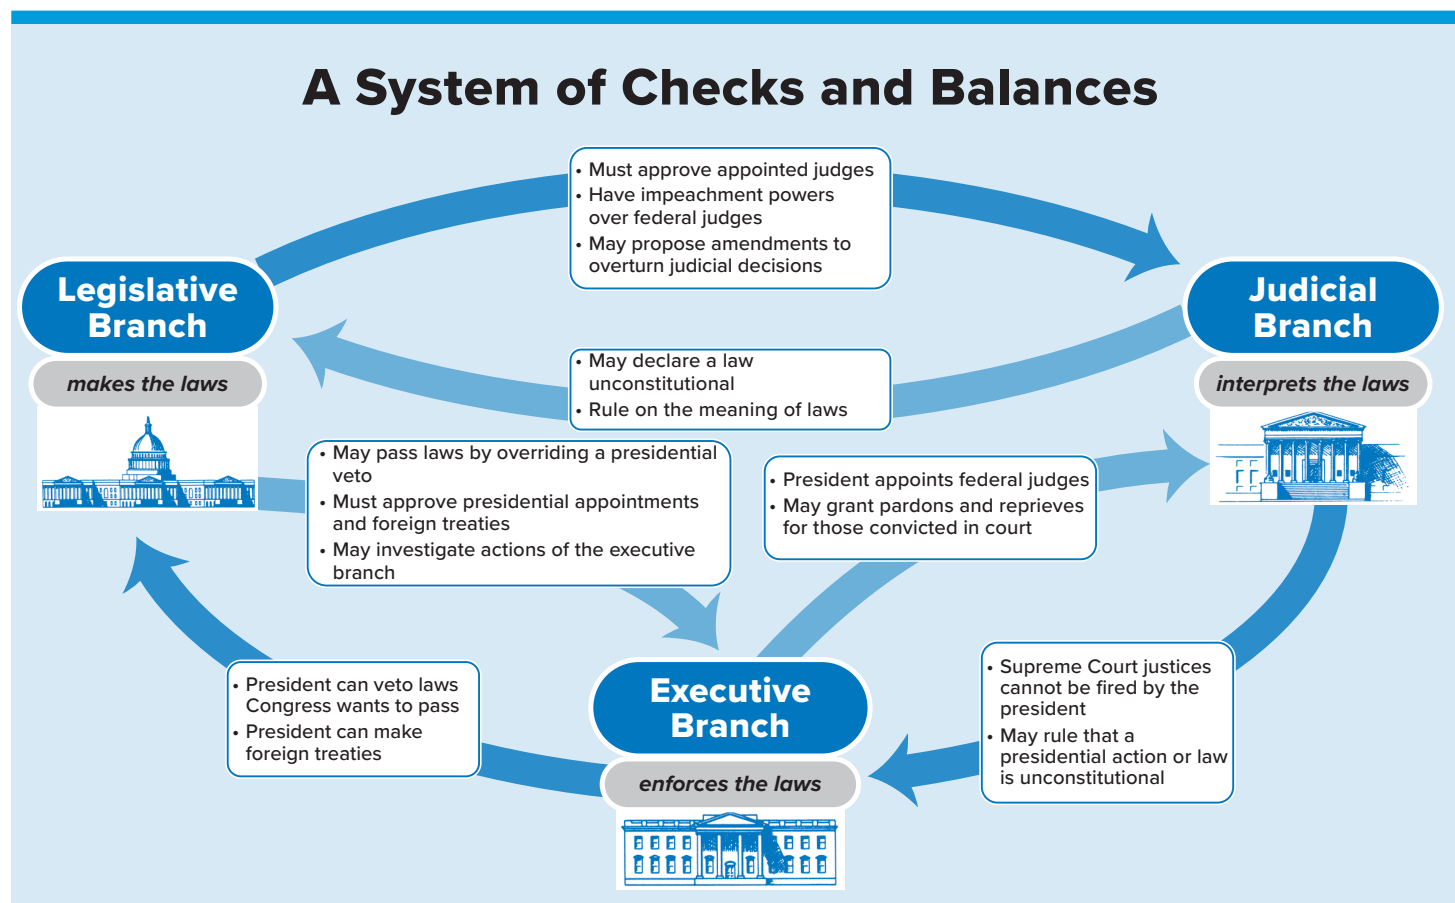 A System of Checks and Balances
• Must approve appointed judges
• Have impeachment powers
over federal judges
• May propose amendments to
overturn judicial decisions
Legislative
Branch
makes the laws
Judicial
Branch
interprets the laws
• May declare a law
unconstitutional
• Rule on the meaning of laws
• May pass laws by overriding a presidential
veto
• Must approve presidential appointments
and foreign treaties
• May investigate actions of the executive
branch
• President appoints federal judges
• May grant pardons and reprieves
for those convicted in court
• President can veto laws
Congress wants to pass
• President can make
foreign treaties
Executive
Branch
enforces the laws
• Supreme Court justices
cannot be fired by the
president
• May rule that a
presidential action or law
is unconstitutional